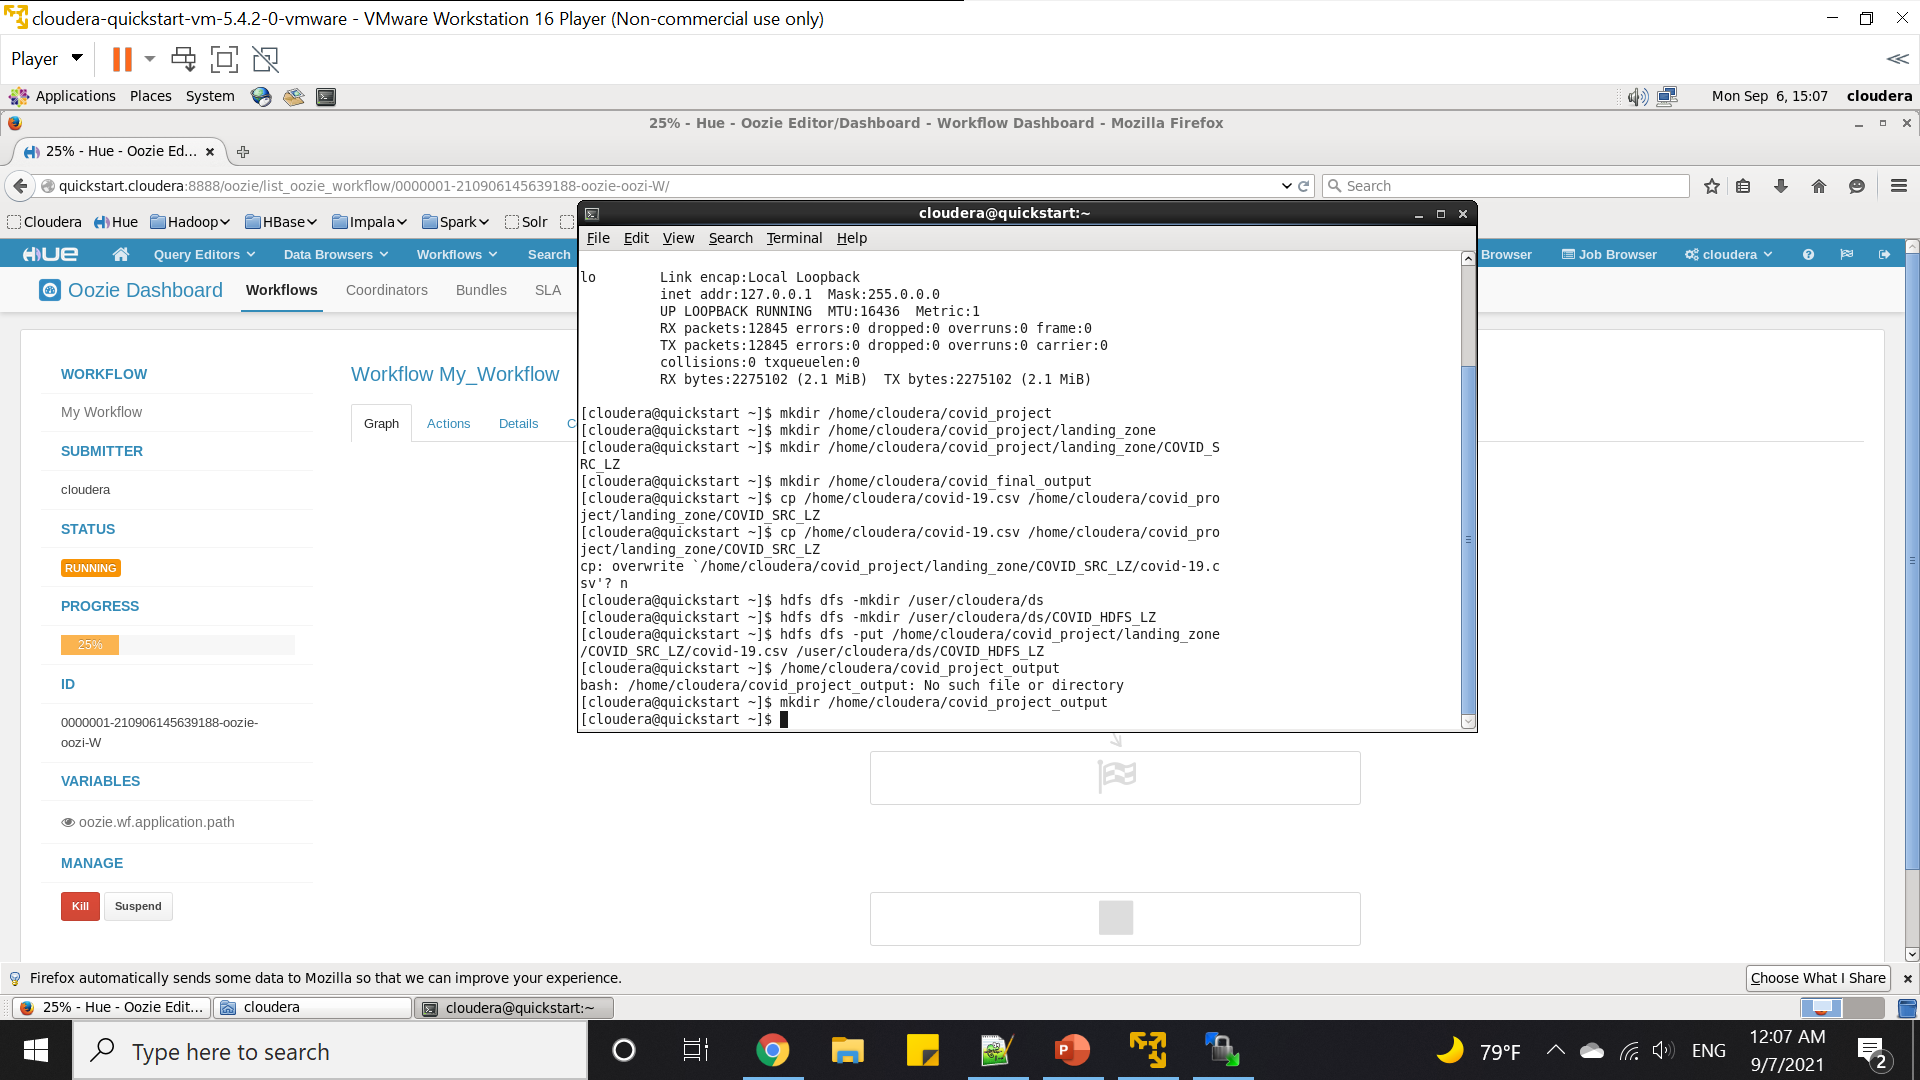 cloudera-quickstart-vm-5.4.2-0-vmware - VMware Workstation 16 Player (Non-commercial use only)
Player
Applications Places System
Mon Sep 6, 15:07 cloudera
25% - Hue - Oozie Editor/Dashboard - Workflow Dashboard - Mozilla Firefox
25% - Hue - Oozie Ed...
quickstart.cloudera:8888/oozie/list_oozie_workflow/0000001-210906145639188-oozie-oozi-W/
Search
Cloudera Hue Hadoop HBase Impala Spark Solr
HUE Query Editors Data Browsers Workflows Search Browser Job Browser cloudera
Oozie Dashboard Workflows Coordinators Bundles SLA
WORKFLOW
My Workflow
SUBMITTER
cloudera
STATUS
RUNNING
PROGRESS
25%
ID
0000001-210906145639188-oozie-
oozi-W
VARIABLES
oozie.wf.application.path
MANAGE
Kill Suspend
Workflow My_Workflow
Graph Actions Details
cloudera@quickstart:~
File Edit View Search Terminal Help
lo        Link encap:Local Loopback
inet addr:127.0.0.1  Mask:255.0.0.0
UP LOOPBACK RUNNING  MTU:16436  Metric:1
RX packets:12845 errors:0 dropped:0 overruns:0 frame:0
TX packets:12845 errors:0 dropped:0 overruns:0 carrier:0
collisions:0 txqueuelen:0
RX bytes:2275102 (2.1 MiB)  TX bytes:2275102 (2.1 MiB)
[cloudera@quickstart ~]$ mkdir /home/cloudera/covid_project
[cloudera@quickstart ~]$ mkdir /home/cloudera/covid_project/landing_zone
[cloudera@quickstart ~]$ mkdir /home/cloudera/covid_project/landing_zone/COVID_S
RC_LZ
[cloudera@quickstart ~]$ mkdir /home/cloudera/covid_final_output
[cloudera@quickstart ~]$ cp /home/cloudera/covid-19.csv /home/cloudera/covid_pro
ject/landing_zone/COVID_SRC_LZ
[cloudera@quickstart ~]$ cp /home/cloudera/covid-19.csv /home/cloudera/covid_pro
ject/landing_zone/COVID_SRC_LZ
cp: overwrite `/home/cloudera/covid_project/landing_zone/COVID_SRC_LZ/covid-19.c
sv'? n
[cloudera@quickstart ~]$ hdfs dfs -mkdir /user/cloudera/ds
[cloudera@quickstart ~]$ hdfs dfs -mkdir /user/cloudera/ds/COVID_HDFS_LZ
[cloudera@quickstart ~]$ hdfs dfs -put /home/cloudera/covid_project/landing_zone
/COVID_SRC_LZ/covid-19.csv /user/cloudera/ds/COVID_HDFS_LZ
[cloudera@quickstart ~]$ /home/cloudera/covid_project_output
bash: /home/cloudera/covid_project_output: No such file or directory
[cloudera@quickstart ~]$ mkdir /home/cloudera/covid_project_output
[cloudera@quickstart ~]$
Firefox automatically sends some data to Mozilla so that we can improve your experience.
Choose What I Share
25% - Hue - Oozie Edit... cloudera cloudera@quickstart:~
Type here to search
79°F
ENG
12:07 AM
9/7/2021
2